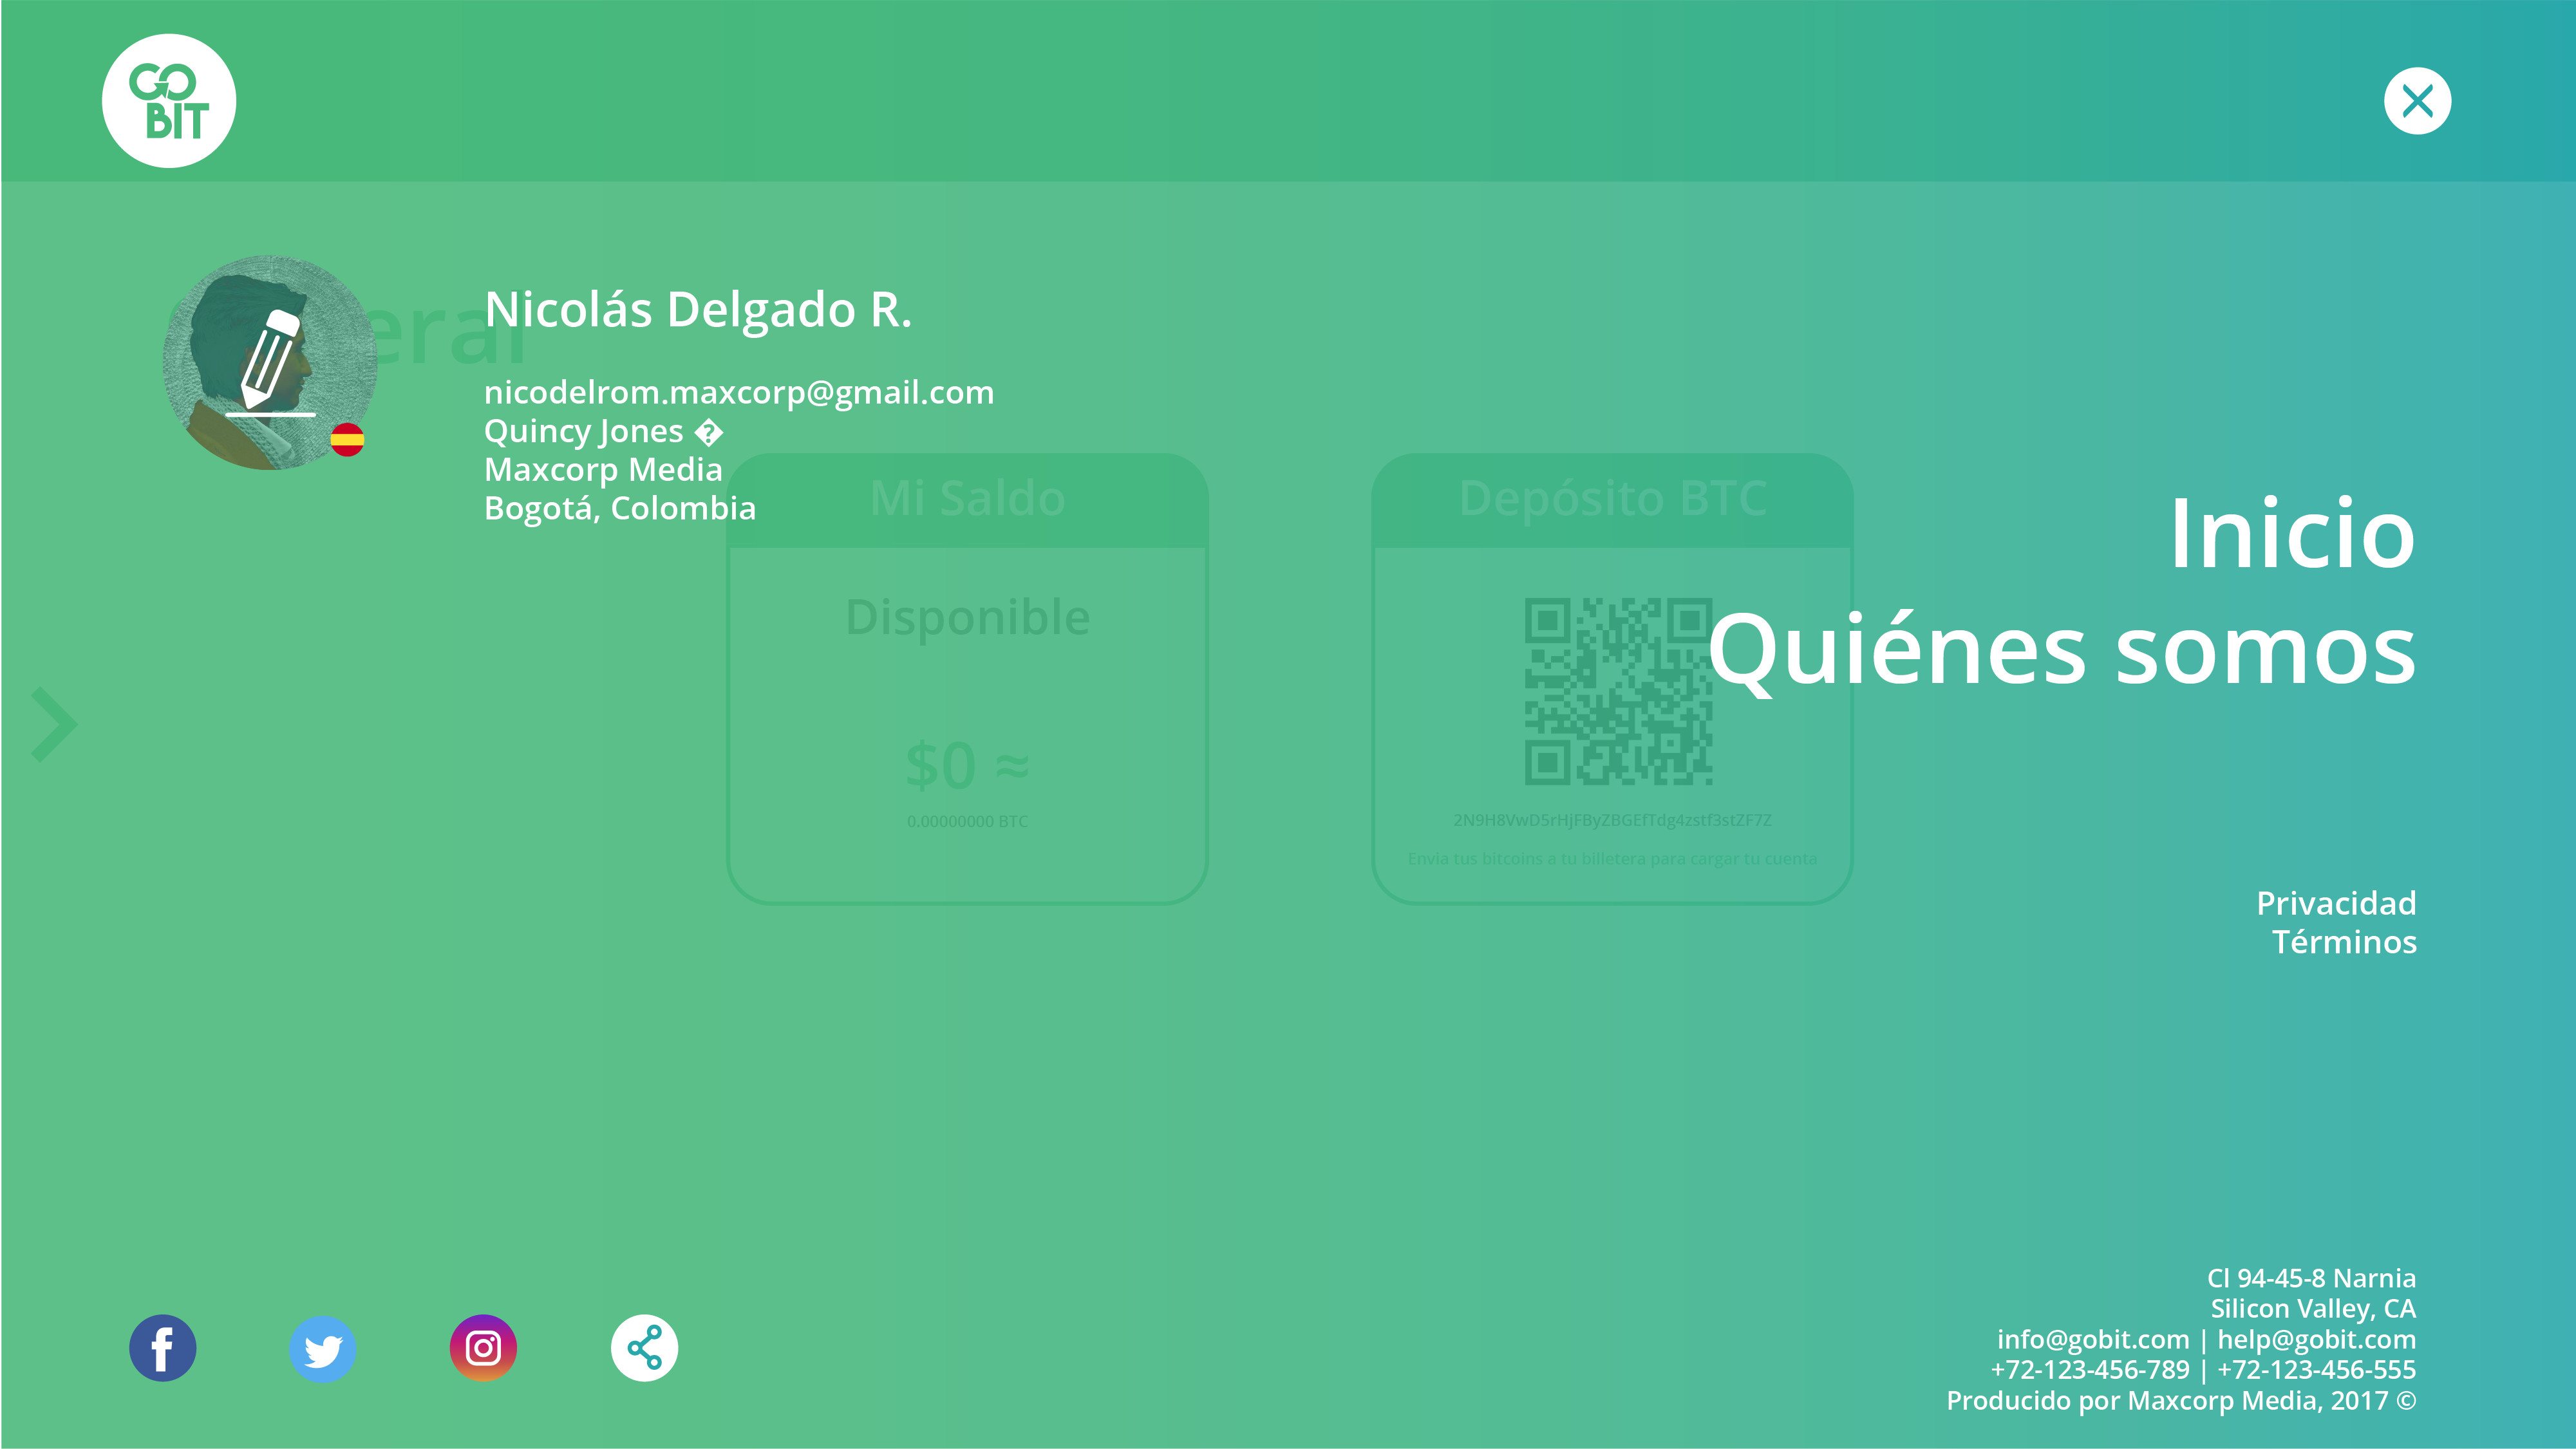 GO
BIT
eral
Nicolás Delgado R.
nicodelrom.maxcorp@gmail.com
Quincy Jones �
Maxcorp Media
Bogotá, Colombia
Mi Saldo
Disponible
$0 ≈
0.00000000 BTC
Depósito BTC
2N9H8VwD5rHjFByZBGEfTdg4zstf3stZF7Z
Envia tus bitcoins a tu billetera para cargar tu cuenta
Inicio
Quiénes somos
Privacidad
Términos
Cl 94-45-8 Narnia
Silicon Valley, CA
info@gobit.com | help@gobit.com
+72-123-456-789 | +72-123-456-555
Producido por Maxcorp Media, 2017 ©